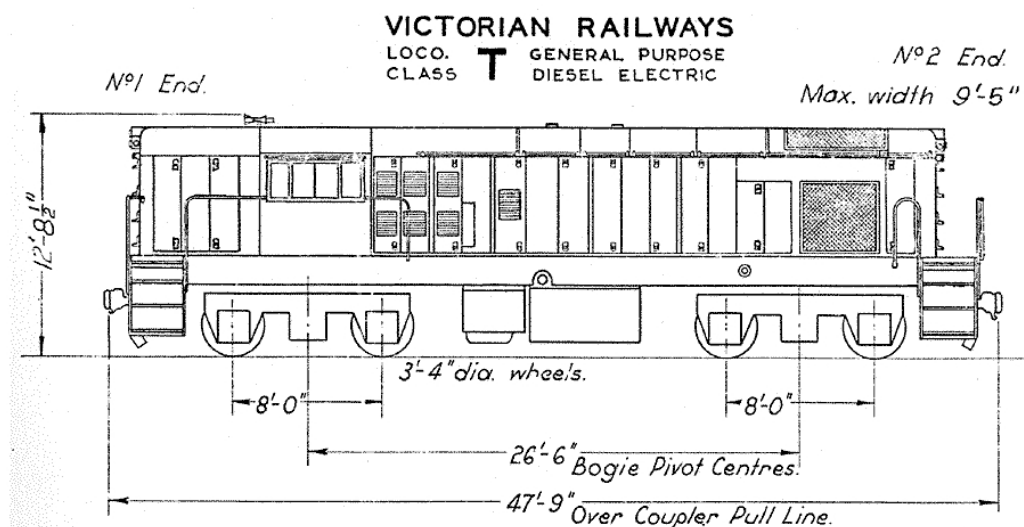 VICTORIAN RAILWAYS
LOCO. CLASS T GENERAL PURPOSE DIESEL ELECTRIC
Nº1 End.
Nº2 End.
Max. width 9'-5"
12'-8½"
3'-4" dia. wheels.
8'-0"
8'-0"
26'-6" Bogie Pivot Centres.
47'-9" Over Coupler Pull Line.